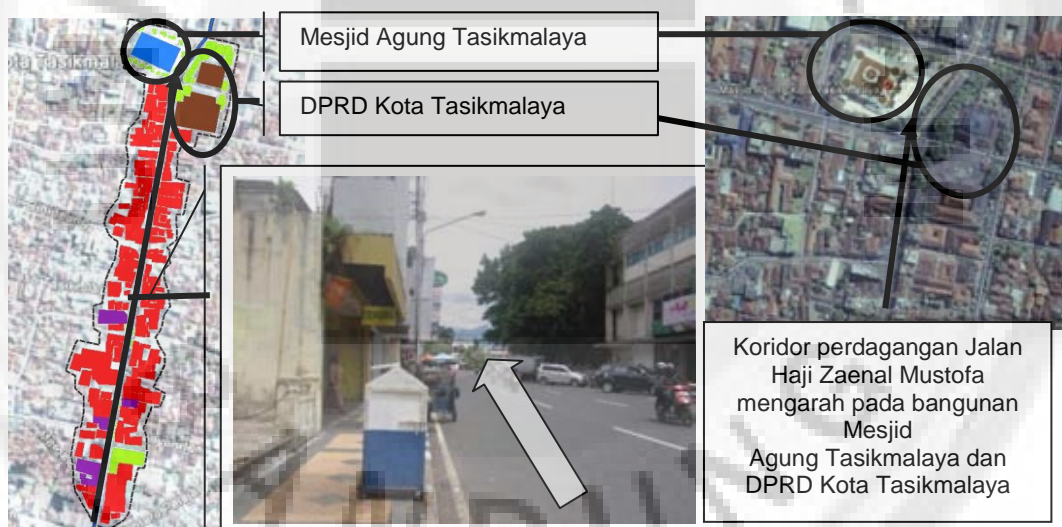 Mesjid Agung Tasikmalaya
DPRD Kota Tasikmalaya
Koridor perdagangan Jalan
Haji Zaenal Mustofa
mengarah pada bangunan
Mesjid
Agung Tasikmalaya dan
DPRD Kota Tasikmalaya